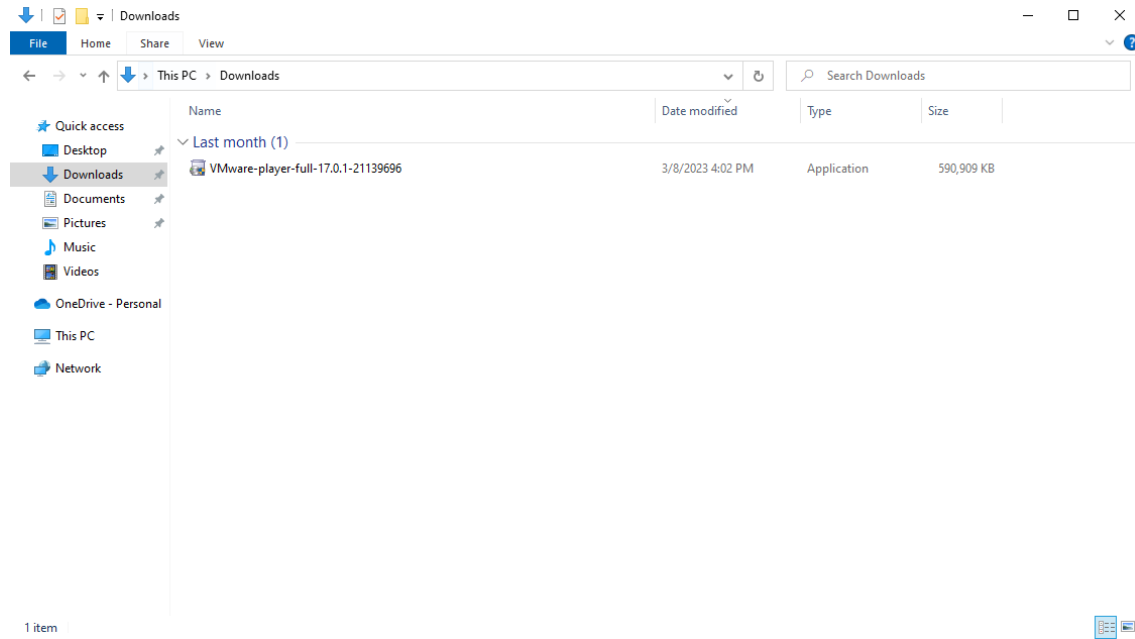 Downloads
File Home Share View
This PC Downloads
Search Downloads
Name Date modified Type Size
Quick access
Desktop
Downloads
Documents
Pictures
Music
Videos
OneDrive - Personal
This PC
Network
Last month (1)
VMware-player-full-17.0.1-21139696 3/8/2023 4:02 PM Application 590,909 KB
1 item